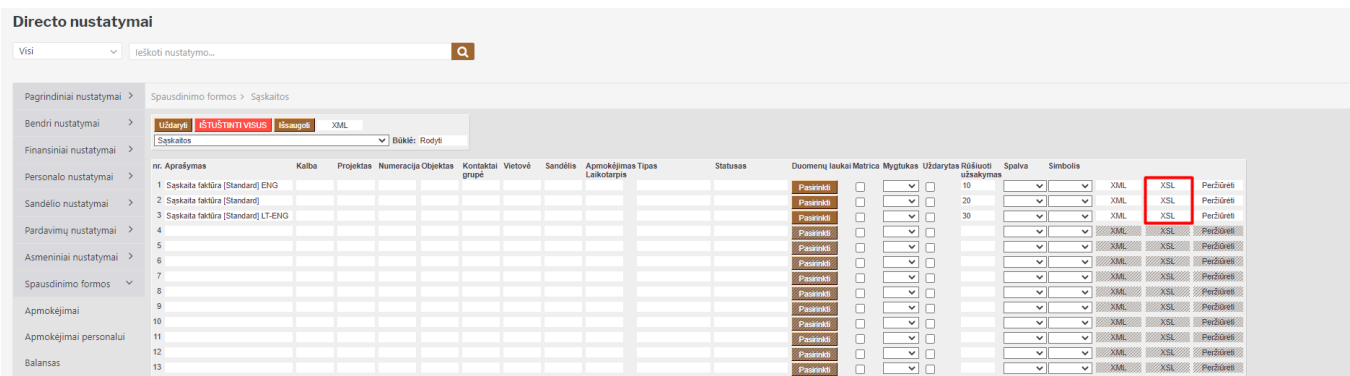 Directo nustatymai
Visi Ieškoti nustatymo...
Pagrindiniai nustatymai
Bendri nustatymai
Finansiniai nustatymai
Personalo nustatymai
Sandėlio nustatymai
Pardavimų nustatymai
Asmeniniai nustatymai
Spausdinimo formos
Apmokėjimai
Apmokėjimai personalui
Balansas
Spausdinimo formos > Sąskaitos
Uždaryti IŠTUŠTINTI VISUS Išsaugoti XML
Sąskaitos Būklė: Rodyti
nr. Aprašymas Kalba Projektas Numeracija Objektas Kontaktai grupė Vietovė Sandėlis Apmokėjimas Laikotarpis Tipas Statusas Duomenų laukai Matrica Mygtukas Uždarytas Rūšiuoti užsakymas Spalva Simbolis
1 Sąskaita faktūra [Standard] ENG Pasirinkti 10 XML XSL Peržiūrėti
2 Sąskaita faktūra [Standard] Pasirinkti 20 XML XSL Peržiūrėti
3 Sąskaita faktūra [Standard] LT-ENG Pasirinkti 30 XML XSL Peržiūrėti
4 Pasirinkti XML XSL Peržiūrėti
5 Pasirinkti XML XSL Peržiūrėti
6 Pasirinkti XML XSL Peržiūrėti
7 Pasirinkti XML XSL Peržiūrėti
8 Pasirinkti XML XSL Peržiūrėti
9 Pasirinkti XML XSL Peržiūrėti
10 Pasirinkti XML XSL Peržiūrėti
11 Pasirinkti XML XSL Peržiūrėti
12 Pasirinkti XML XSL Peržiūrėti
13 Pasirinkti XML XSL Peržiūrėti